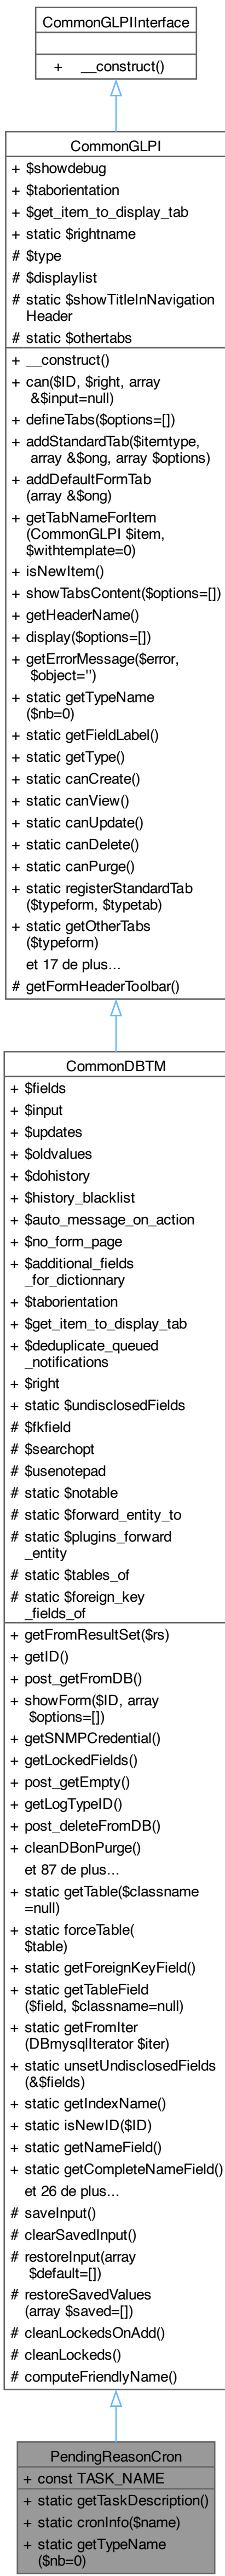 CommonGLPIInterface
+ __construct()
CommonGLPI
+ $showdebug
+ $taborientation
+ $get_item_to_display_tab
+ static $rightname
# $type
# $displaylist
# static $showTitleInNavigation
Header
# static $othertabs
+ __construct()
+ can($ID, $right, array
&$input=null)
+ defineTabs($options=[])
+ addStandardTab($itemtype,
array &$ong, array $options)
+ addDefaultFormTab
(array &$ong)
+ getTabNameForItem
(CommonGLPI $item,
$withtemplate=0)
+ isNewItem()
+ showTabsContent($options=[])
+ getHeaderName()
+ display($options=[])
+ getErrorMessage($error,
$object='')
+ static getTypeName
($nb=0)
+ static getFieldLabel()
+ static getType()
+ static canCreate()
+ static canView()
+ static canUpdate()
+ static canDelete()
+ static canPurge()
+ static registerStandardTab
($typeform, $typetab)
+ static getOtherTabs
($typeform)
et 17 de plus...
# getFormHeaderToolbar()
CommonDBTM
+ $fields
+ $input
+ $updates
+ $oldvalues
+ $dohistory
+ $history_blacklist
+ $auto_message_on_action
+ $no_form_page
+ $additional_fields
_for_dictionnary
+ $taborientation
+ $get_item_to_display_tab
+ $deduplicate_queued
_notifications
+ $right
+ static $undisclosedFields
# $fkfield
# $searchopt
# $usenotepad
# static $notable
# static $forward_entity_to
# static $plugins_forward
_entity
# static $tables_of
# static $foreign_key
_fields_of
+ getFromResultSet($rs)
+ getID()
+ post_getFromDB()
+ showForm($ID, array
$options=[])
+ getSNMPCredential()
+ getLockedFields()
+ post_getEmpty()
+ getLogTypeID()
+ post_deleteFromDB()
+ cleanDBonPurge()
et 87 de plus...
+ static getTable($classname
=null)
+ static forceTable(
$table)
+ static getForeignKeyField()
+ static getTableField
($field, $classname=null)
+ static getFromIter
(DBmysqlIterator $iter)
+ static unsetUndisclosedFields
(&$fields)
+ static getIndexName()
+ static isNewID($ID)
+ static getNameField()
+ static getCompleteNameField()
et 26 de plus...
# saveInput()
# clearSavedInput()
# restoreInput(array
$default=[])
# restoreSavedValues
(array $saved=[])
# cleanLockedsOnAdd()
# cleanLockeds()
# computeFriendlyName()
PendingReasonCron
+ const TASK_NAME
+ static getTaskDescription()
+ static cronInfo($name)
+ static getTypeName
($nb=0)